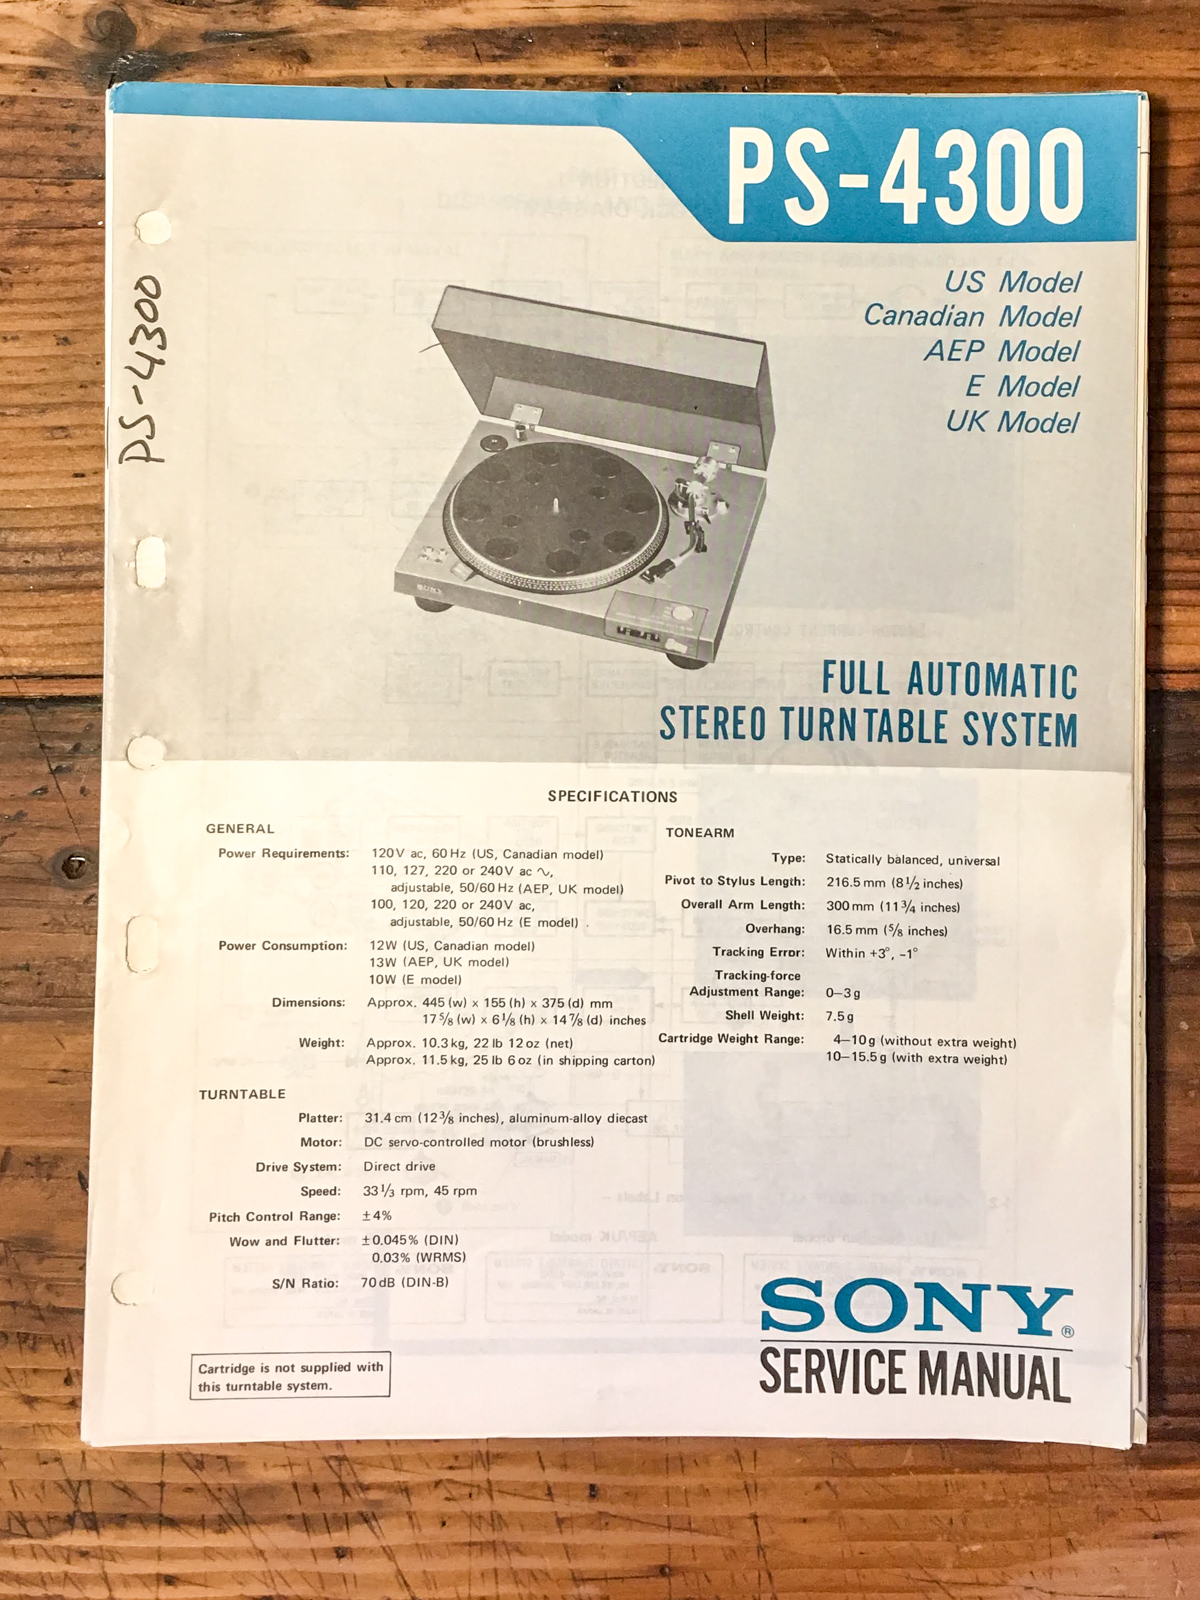 PS-4300
PS-4300
US Model
Canadian Model
AEP Model
E Model
UK Model
SONY
FULL AUTOMATIC
STEREO TURNTABLE SYSTEM
SPECIFICATIONS
GENERAL
Power Requirements: 120V ac, 60 Hz (US, Canadian model)
110, 127, 220 or 240V ac ∿,
adjustable, 50/60 Hz (AEP, UK model)
100, 120, 220 or 240V ac,
adjustable, 50/60 Hz (E model) .
Power Consumption: 12W (US, Canadian model)
13W (AEP, UK model)
10W (E model)
Dimensions: Approx. 445 (w) x 155 (h) x 375 (d) mm
17 5/8 (w) x 6 1/8 (h) x 14 7/8 (d) inches
Weight: Approx. 10.3 kg, 22 lb 12 oz (net)
Approx. 11.5 kg, 25 lb 6 oz (in shipping carton)
TURNTABLE
Platter: 31.4 cm (12 3/8 inches), aluminum-alloy diecast
Motor: DC servo-controlled motor (brushless)
Drive System: Direct drive
Speed: 33 1/3 rpm, 45 rpm
Pitch Control Range: ±4%
Wow and Flutter: ±0.045% (DIN)
0.03% (WRMS)
S/N Ratio: 70 dB (DIN-B)
TONEARM
Type: Statically balanced, universal
Pivot to Stylus Length: 216.5 mm (8 1/2 inches)
Overall Arm Length: 300 mm (11 3/4 inches)
Overhang: 16.5 mm (5/8 inches)
Tracking Error: Within +3°, -1°
Tracking-force
Adjustment Range: 0–3 g
Shell Weight: 7.5 g
Cartridge Weight Range: 4–10 g (without extra weight)
10–15.5 g (with extra weight)
Cartridge is not supplied with
this turntable system.
SONY®
SERVICE MANUAL